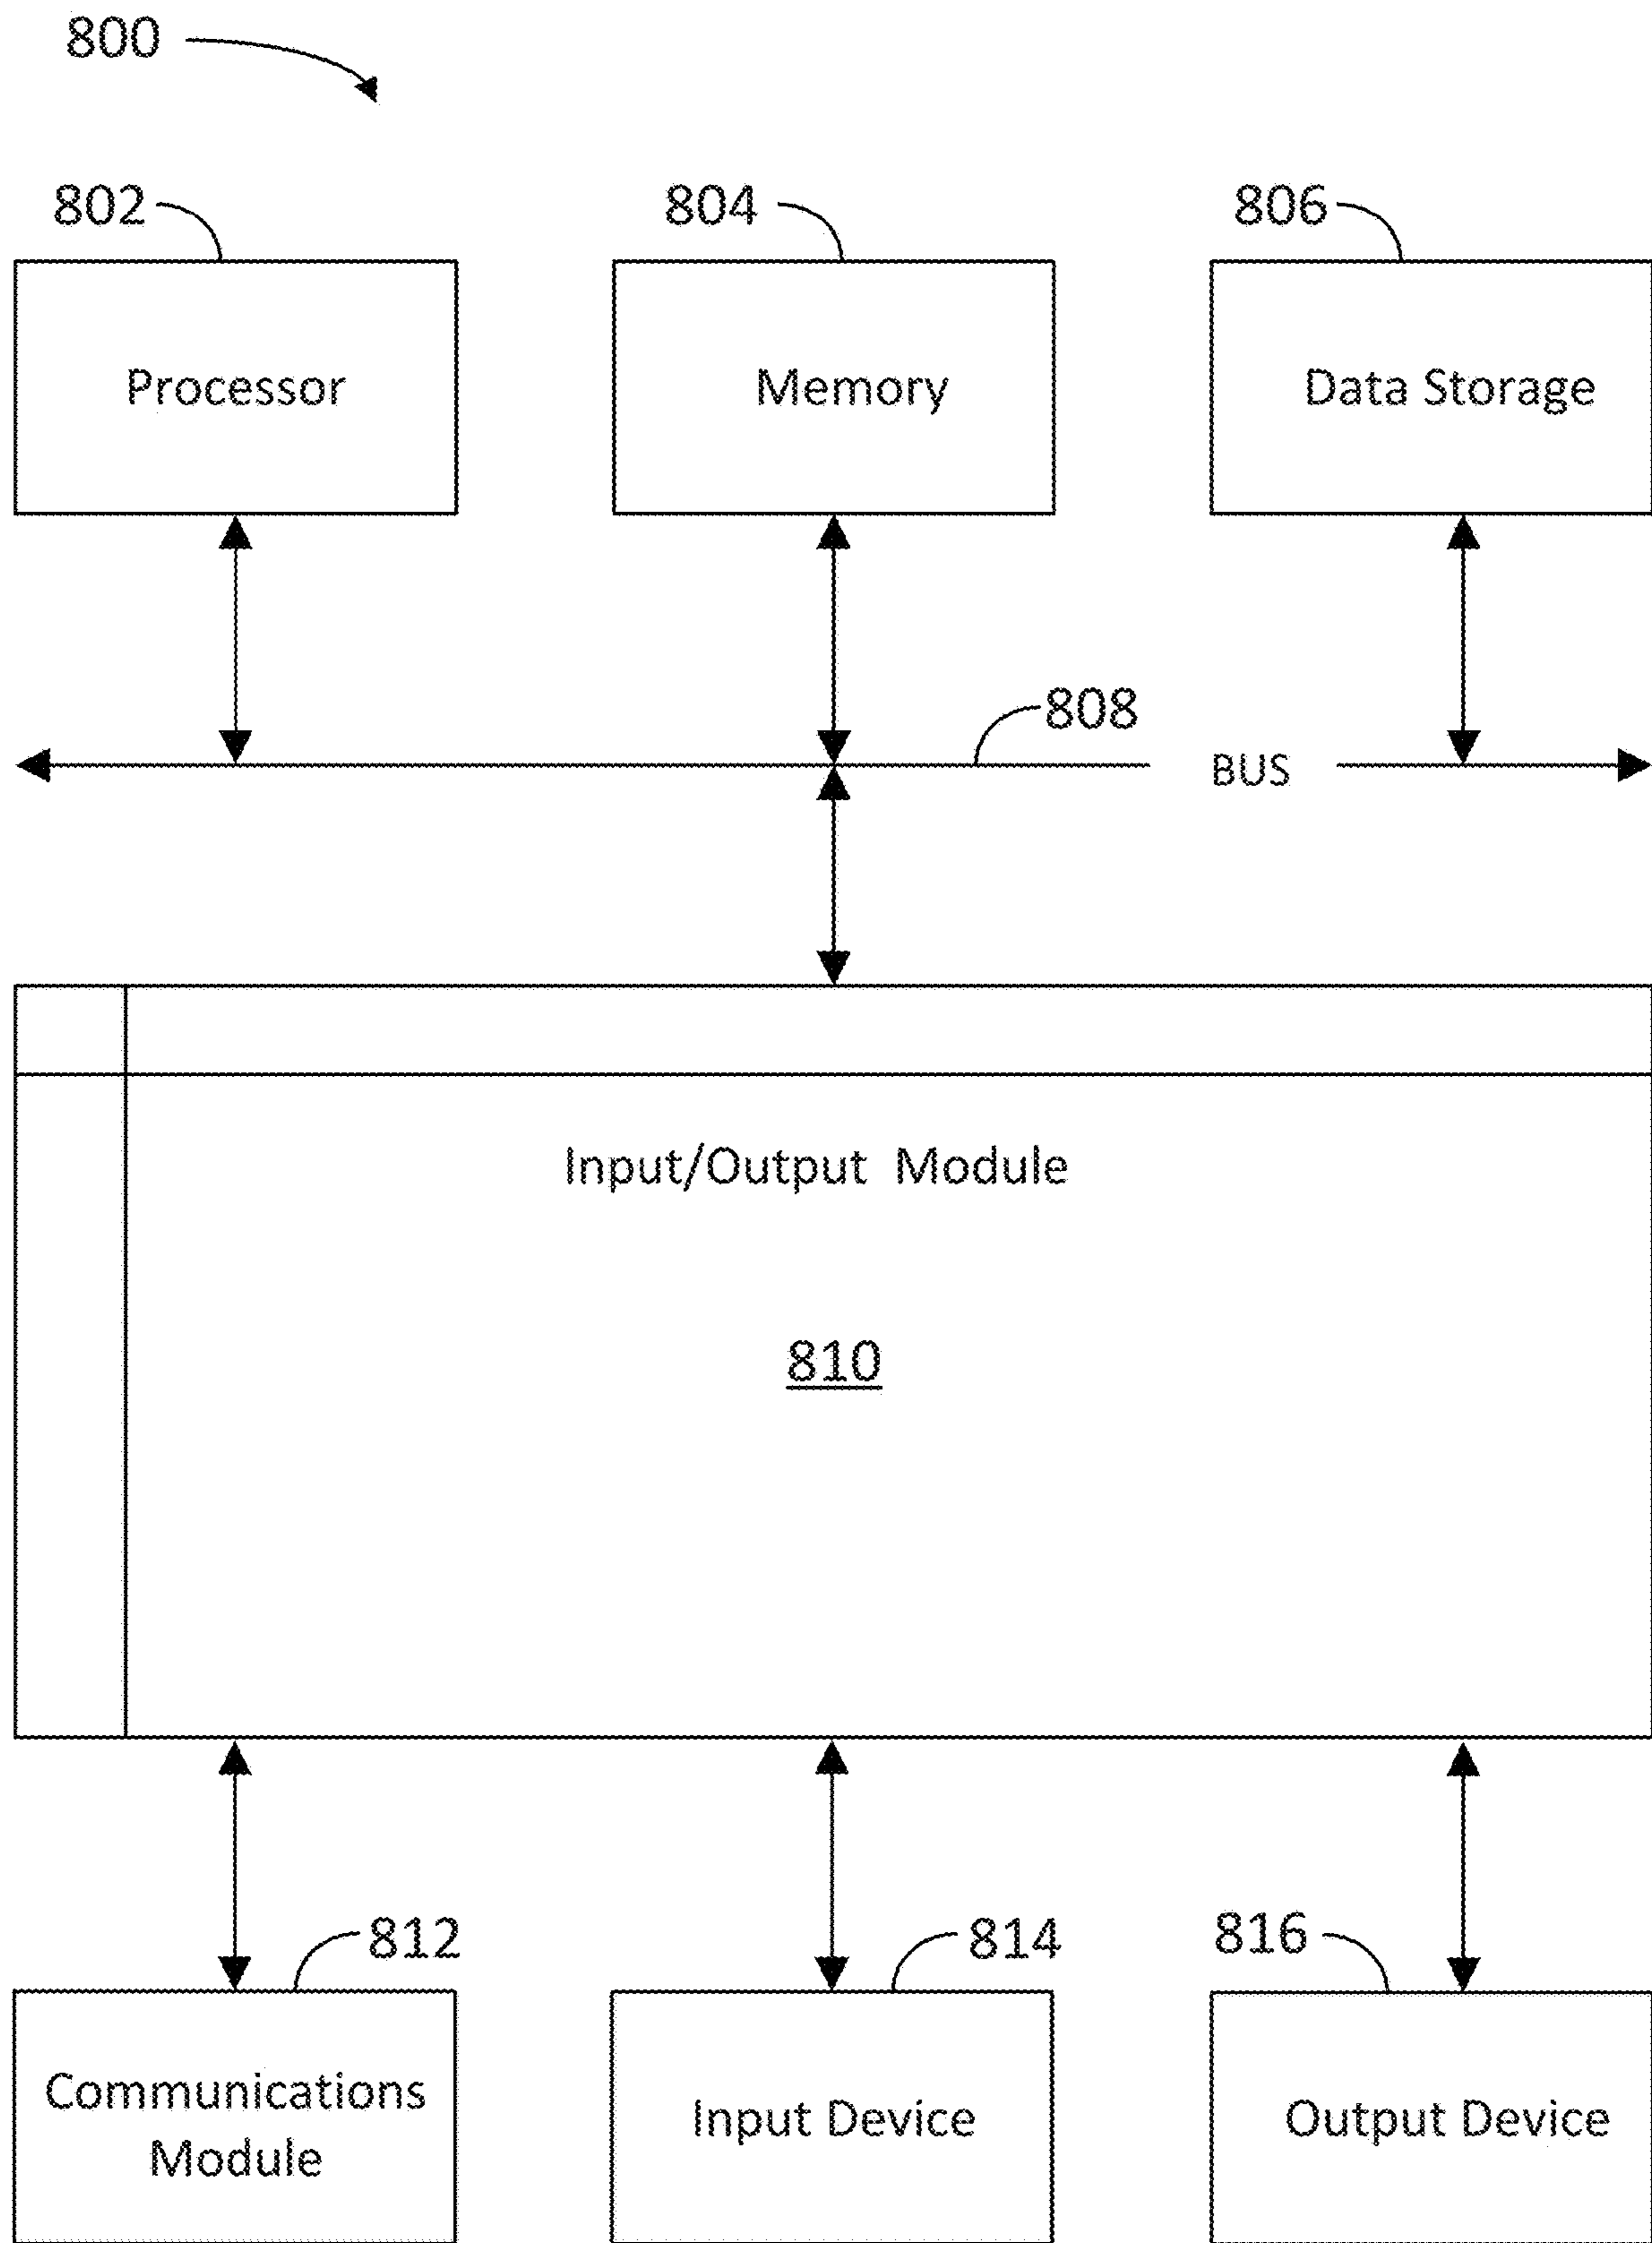 800
802
804
806
Processor
Memory
Data Storage
808
BUS
Input/Output Module
810
812
814
816
Communications
Module
Input Device
Output Device